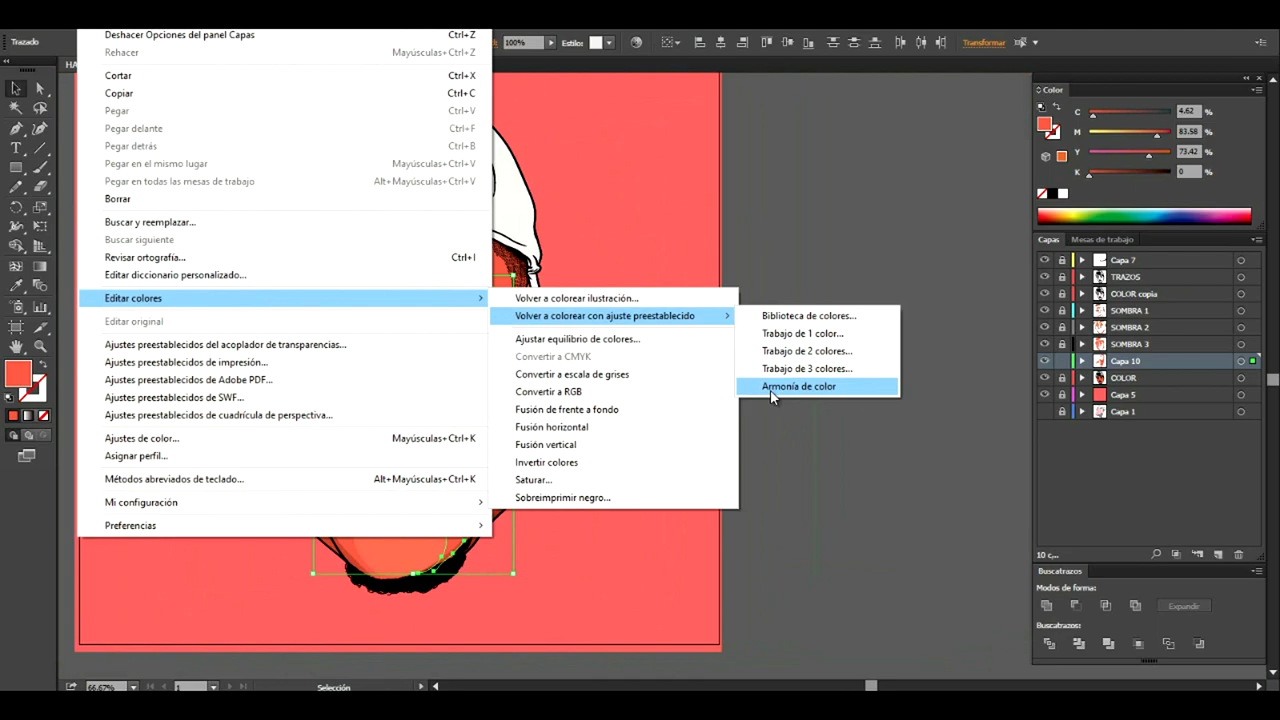 Trazado
100%
Estilo:
Transformar
Deshacer Opciones del panel Capas Ctrl+Z
Rehacer Mayúsculas+Ctrl+Z
Cortar Ctrl+X
Copiar Ctrl+C
Pegar Ctrl+V
Pegar delante Ctrl+F
Pegar detrás Ctrl+B
Pegar en el mismo lugar Mayúsculas+Ctrl+V
Pegar en todas las mesas de trabajo Alt+Mayúsculas+Ctrl+V
Borrar
Buscar y reemplazar...
Buscar siguiente
Revisar ortografía... Ctrl+I
Editar diccionario personalizado...
Editar colores
Editar original
Ajustes preestablecidos del acoplador de transparencias...
Ajustes preestablecidos de impresión...
Ajustes preestablecidos de Adobe PDF...
Ajustes preestablecidos de SWF...
Ajustes preestablecidos de cuadrícula de perspectiva...
Ajustes de color... Mayúsculas+Ctrl+K
Asignar perfil...
Métodos abreviados de teclado... Alt+Mayúsculas+Ctrl+K
Mi configuración
Preferencias
Volver a colorear ilustración...
Volver a colorear con ajuste preestablecido
Ajustar equilibrio de colores...
Convertir a CMYK
Convertir a escala de grises
Convertir a RGB
Fusión de frente a fondo
Fusión horizontal
Fusión vertical
Invertir colores
Saturar...
Sobreimprimir negro...
Biblioteca de colores...
Trabajo de 1 color...
Trabajo de 2 colores...
Trabajo de 3 colores...
Armonía de color
Color
C 4.62 %
M 83.58 %
Y 73.42 %
K 0 %
Capas Mesas de trabajo
Capa 7
TRAZOS
COLOR copia
SOMBRA 1
SOMBRA 2
SOMBRA 3
Capa 10
COLOR
Capa 5
Capa 1
10 c...
Buscatrazos
Modos de forma:
Expandir
Buscatrazos:
66.67%
1
Selección